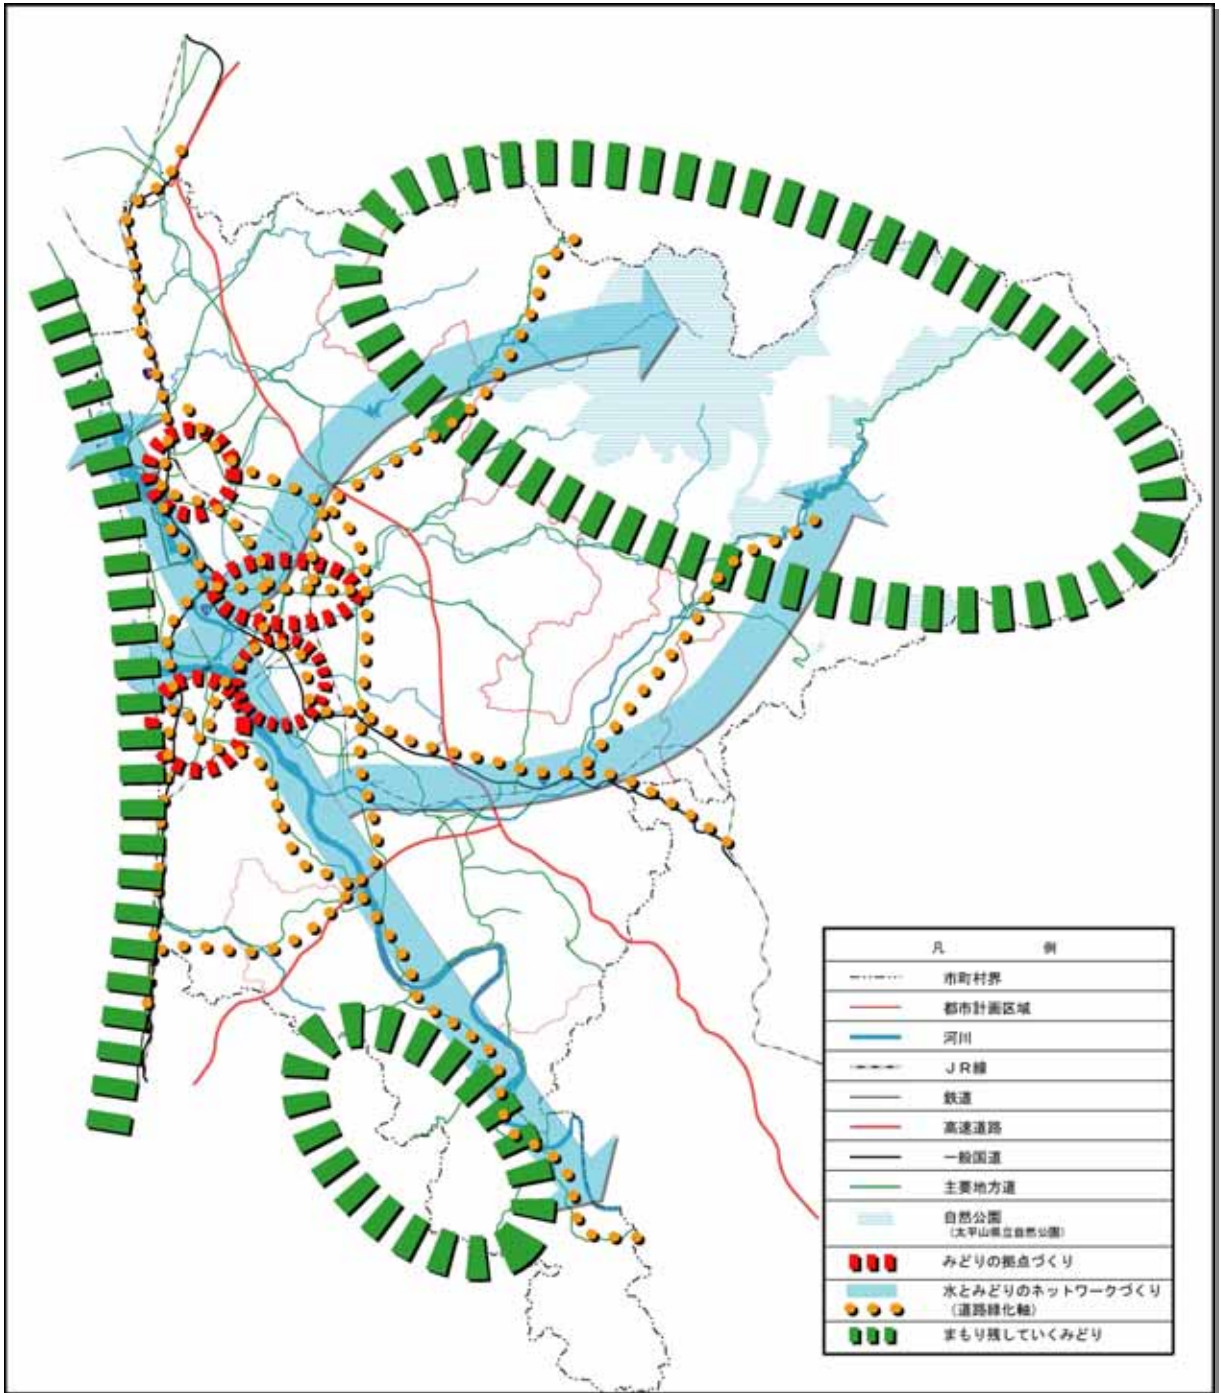 凡 例
市町村界
都市計画区域
河川
JR線
鉄道
高速道路
一般国道
主要地方道
自然公園
(太平山県立自然公園)
みどりの拠点づくり
水とみどりのネットワークづくり
(道路緑化軸)
まもり残していくみどり